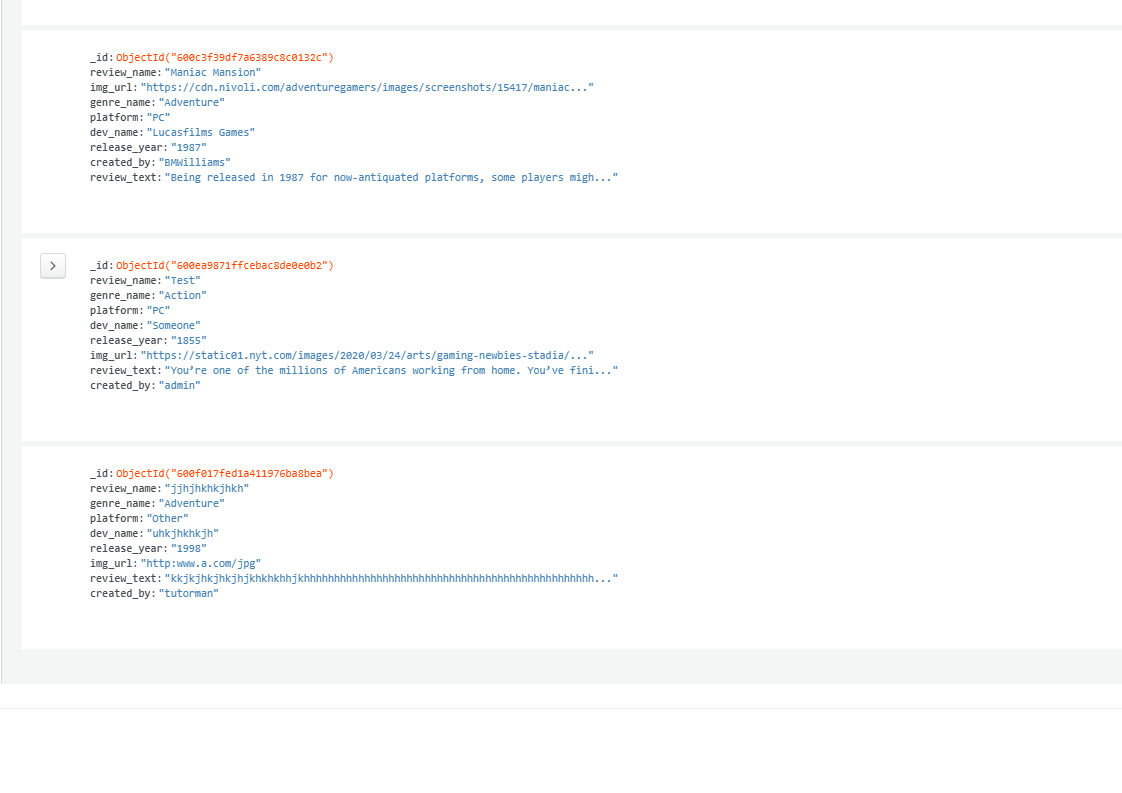 _id: ObjectId("600c3f39df7a6389c8c0132c")
review_name: "Maniac Mansion"
img_url: "https://cdn.nivoli.com/adventuregamers/images/screenshots/15417/maniac..."
genre_name: "Adventure"
platform: "PC"
dev_name: "Lucasfilms Games"
release_year: "1987"
created_by: "BMWilliams"
review_text: "Being released in 1987 for now-antiquated platforms, some players migh..."
_id: ObjectId("600ea9871ffcebac8de0e0b2")
review_name: "Test"
genre_name: "Action"
platform: "PC"
dev_name: "Someone"
release_year: "1855"
img_url: "https://static01.nyt.com/images/2020/03/24/arts/gaming-newbies-stadia/..."
review_text: "You’re one of the millions of Americans working from home. You’ve fini..."
created_by: "admin"
_id: ObjectId("600f017fed1a411976ba8bea")
review_name: "jjhjhkhkjhkh"
genre_name: "Adventure"
platform: "Other"
dev_name: "uhkjhkhkjh"
release_year: "1998"
img_url: "http:www.a.com/jpg"
review_text: "kkjkjhkjhkjhjkhkhkhhjkhhhhhhhhhhhhhhhhhhhhhhhhhhhhhhhhhhhhhhhhhhhhhhhhh..."
created_by: "tutorman"